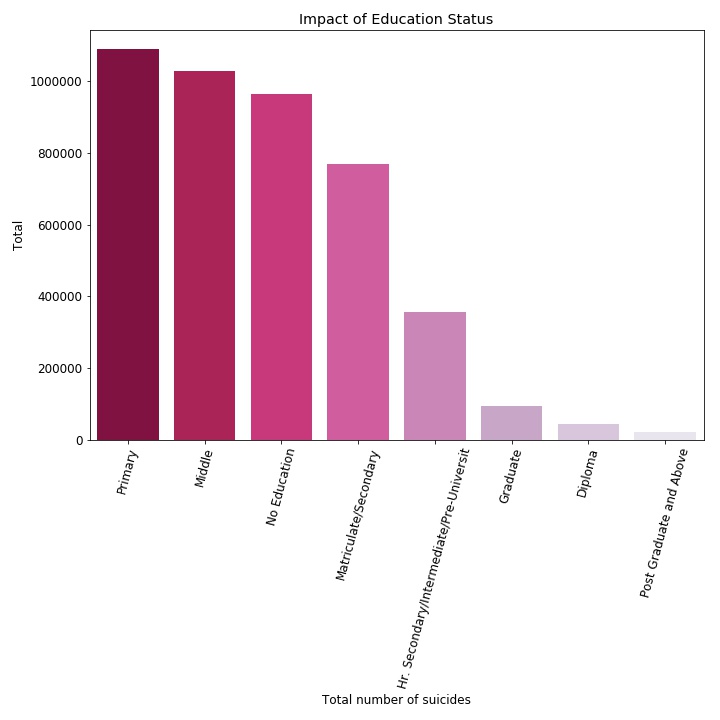 Impact of Education Status
Total
1000000
800000
600000
400000
200000
0
Primary
Middle
No Education
Matriculate/Secondary
Hr. Secondary/Intermediate/Pre-Universit
Graduate
Diploma
Post Graduate and Above
Total number of suicides